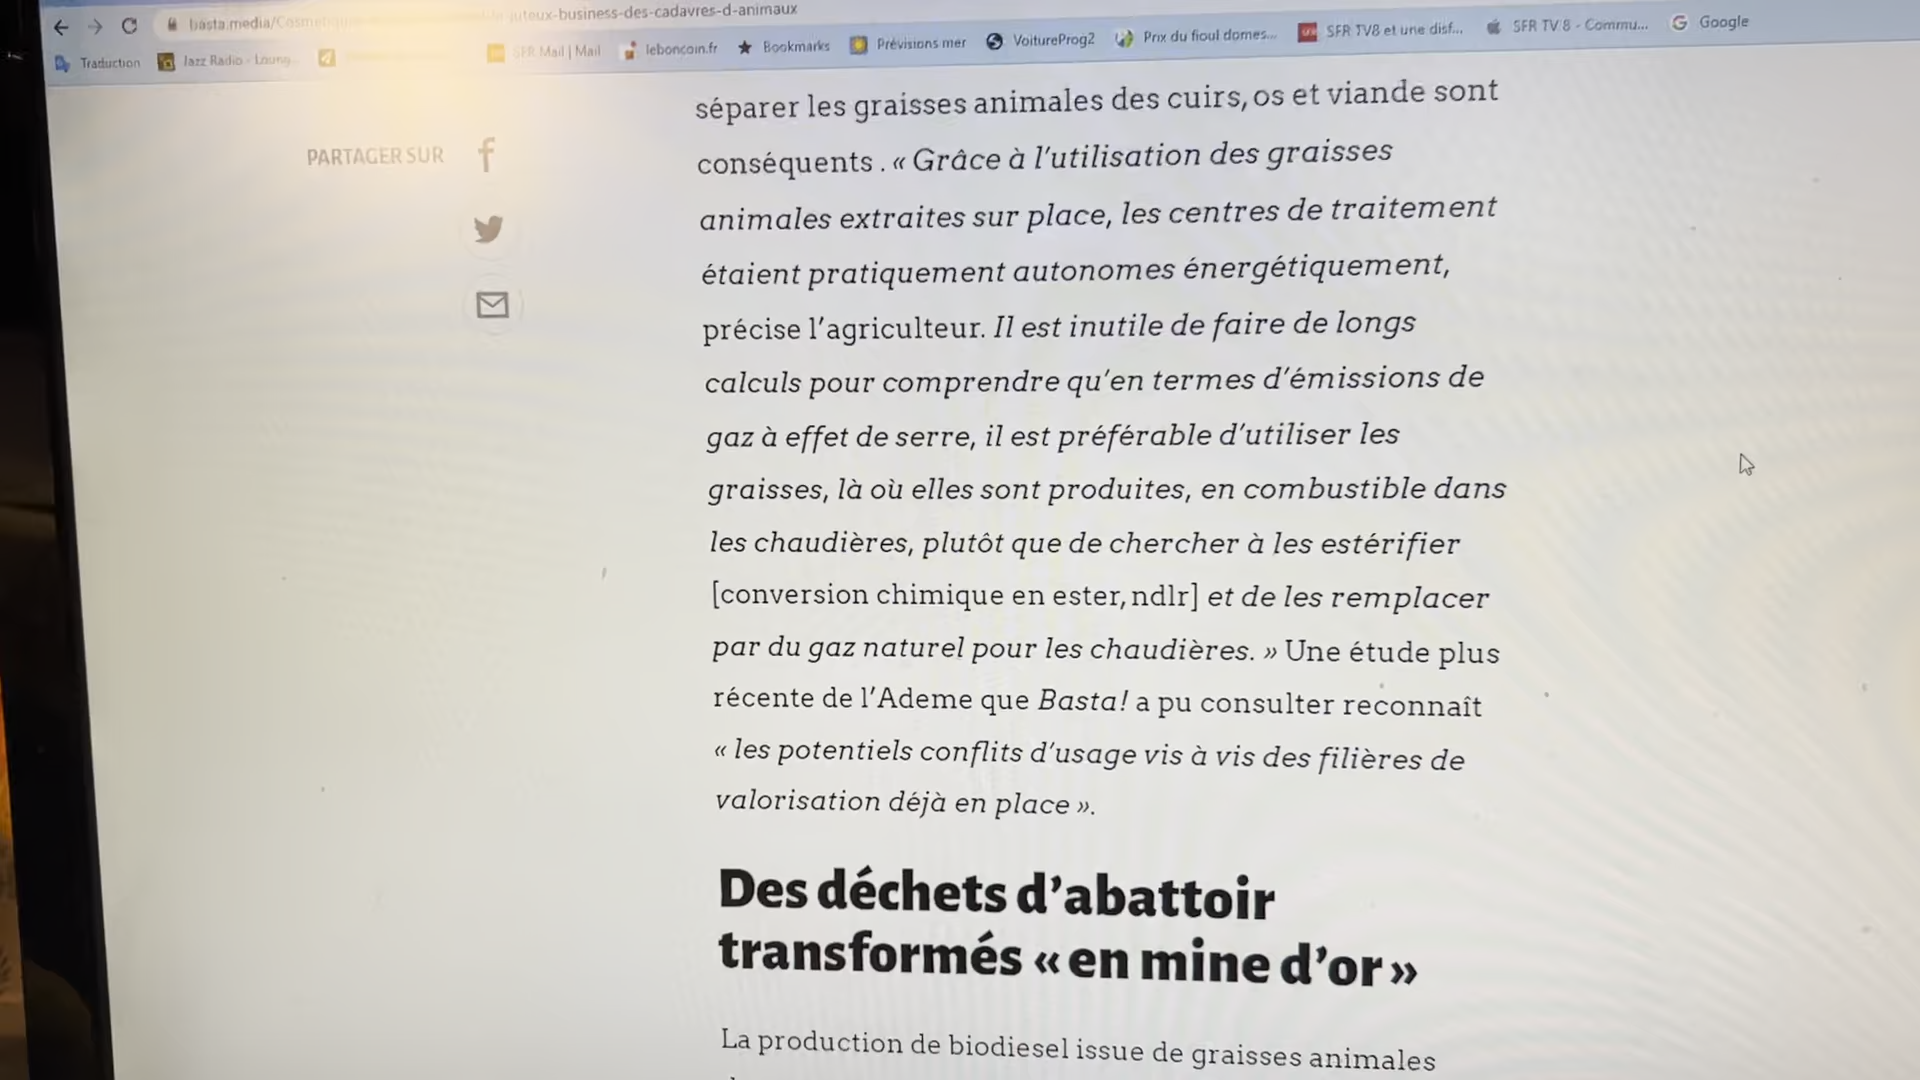 basta.media/Cosmetique juteux-business-des-cadavres-d-animaux
Traduction Jazz Radio - Loung... SFR Mail | Mail leboncoin.fr Bookmarks Prévisions mer VoitureProg2 Prix du fioul domes... SFR TV8 et une disf... SFR TV 8 - Commu... Google
PARTAGER SUR
séparer les graisses animales des cuirs, os et viande sont
conséquents . « Grâce à l’utilisation des graisses
animales extraites sur place, les centres de traitement
étaient pratiquement autonomes énergétiquement,
précise l’agriculteur. Il est inutile de faire de longs
calculs pour comprendre qu’en termes d’émissions de
gaz à effet de serre, il est préférable d’utiliser les
graisses, là où elles sont produites, en combustible dans
les chaudières, plutôt que de chercher à les estérifier
[conversion chimique en ester, ndlr] et de les remplacer
par du gaz naturel pour les chaudières. » Une étude plus
récente de l’Ademe que Basta! a pu consulter reconnaît
« les potentiels conflits d’usage vis à vis des filières de
valorisation déjà en place ».
Des déchets d’abattoir
transformés « en mine d’or »
La production de biodiesel issue de graisses animales